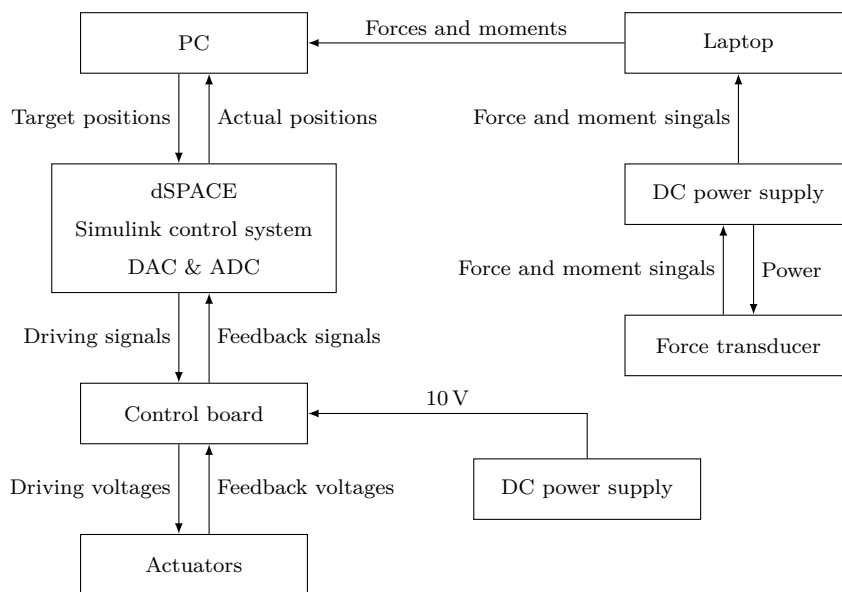 PC
Forces and moments
Laptop
Target positions
Actual positions
Force and moment singals
dSPACE
Simulink control system
DAC & ADC
DC power supply
Force and moment singals
Power
Driving signals
Feedback signals
Force transducer
Control board
10 V
Driving voltages
Feedback voltages
DC power supply
Actuators